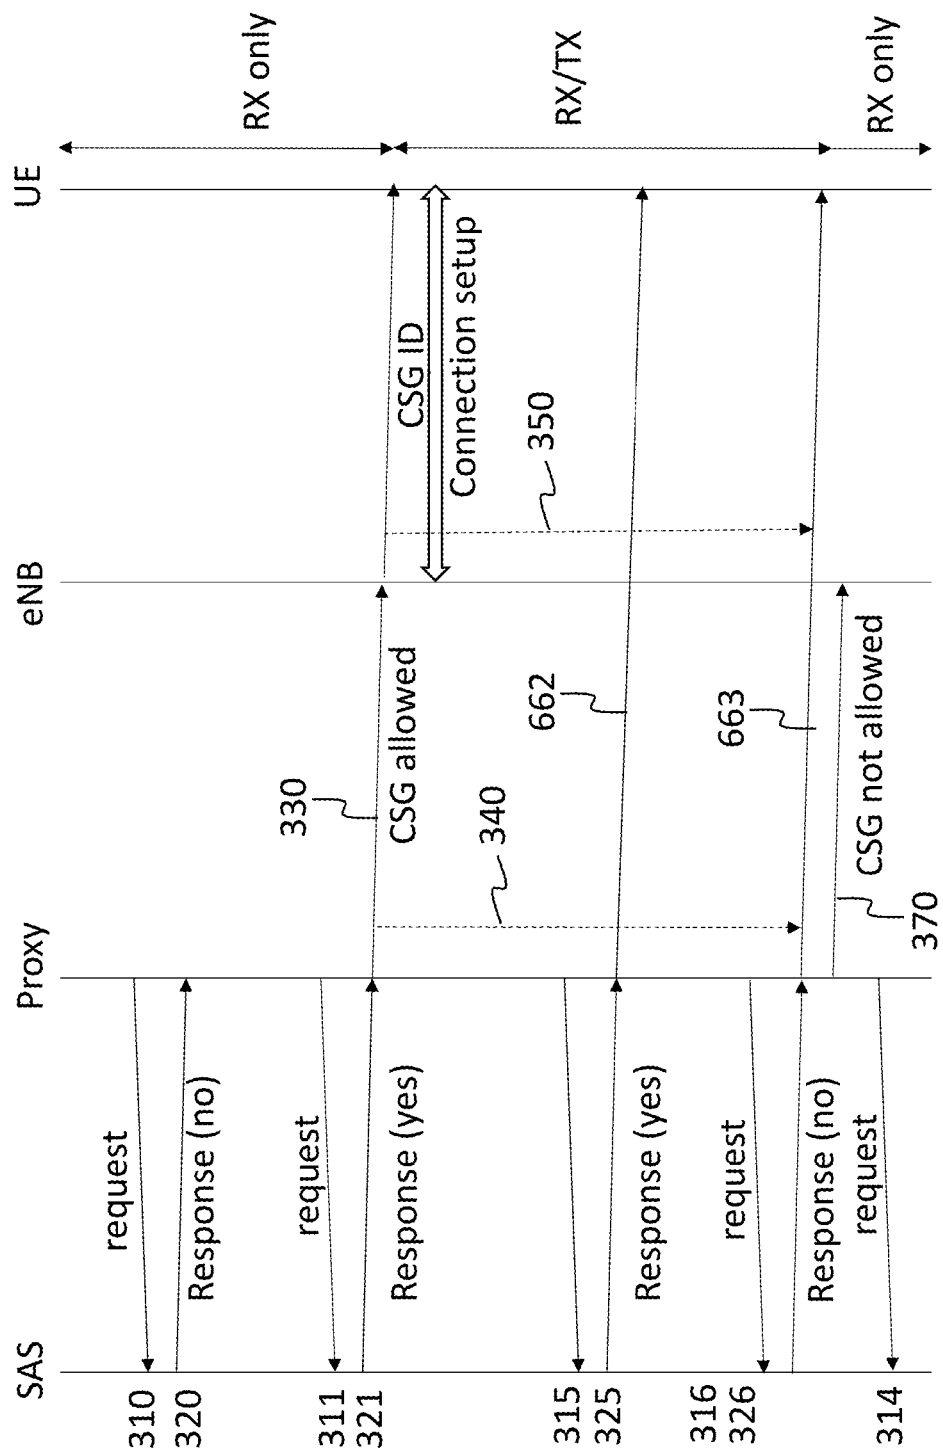 SAS
Proxy
eNB
UE
310
request
320
Response (no)
RX only
311
request
321
Response (yes)
330
CSG allowed
CSG ID
Connection setup
340
350
RX/TX
315
325
Response (yes)
662
316
request
326
Response (no)
663
370
CSG not allowed
314
request
RX only